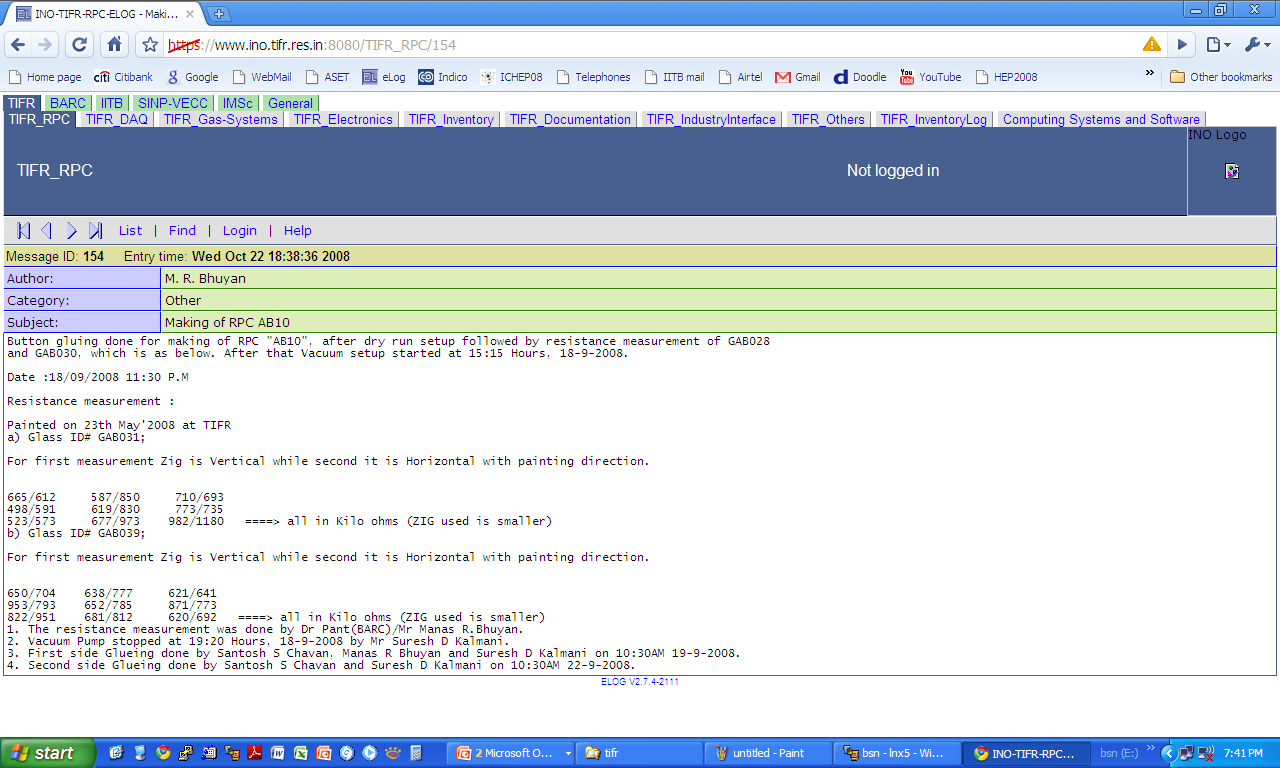 INO-TIFR-RPC-ELOG - Maki...
https://www.ino.tifr.res.in:8080/TIFR_RPC/154
Home page Citibank Google WebMail ASET eLog Indico ICHEP08 Telephones IITB mail Airtel Gmail Doodle YouTube HEP2008 » Other bookmarks
TIFR BARC IITB SINP-VECC IMSc General
TIFR_RPC TIFR_DAQ TIFR_Gas-Systems TIFR_Electronics TIFR_Inventory TIFR_Documentation TIFR_IndustryInterface TIFR_Others TIFR_InventoryLog Computing Systems and Software
INO Logo
TIFR_RPC Not logged in
List | Find | Login | Help
Message ID: 154 Entry time: Wed Oct 22 18:38:36 2008
Author: M. R. Bhuyan
Category: Other
Subject: Making of RPC AB10
Button gluing done for making of RPC "AB10", after dry run setup followed by resistance measurement of GAB028
and GAB030, which is as below. After that Vacuum setup started at 15:15 Hours, 18-9-2008.
Date :18/09/2008 11:30 P.M
Resistance measurement :
Painted on 23th May'2008 at TIFR
a) Glass ID# GAB031;
For first measurement Zig is Vertical while second it is Horizontal with painting direction.
665/612 587/850 710/693
498/591 619/830 773/735
523/573 677/973 982/1180 ====> all in Kilo ohms (ZIG used is smaller)
b) Glass ID# GAB039;
For first measurement Zig is Vertical while second it is Horizontal with painting direction.
650/704 638/777 621/641
953/793 652/785 871/773
822/951 681/812 620/692 ====> all in Kilo ohms (ZIG used is smaller)
1. The resistance measurement was done by Dr Pant(BARC)/Mr Manas R.Bhuyan.
2. Vacuum Pump stopped at 19:20 Hours, 18-9-2008 by Mr Suresh D Kalmani.
3. First side Glueing done by Santosh S Chavan, Manas R Bhuyan and Suresh D Kalmani on 10:30AM 19-9-2008.
4. Second side Glueing done by Santosh S Chavan and Suresh D Kalmani on 10:30AM 22-9-2008.
ELOG V2.7.4-2111
start 2 Microsoft O... tifr untitled - Paint bsn - lnx5 - Wi... INO-TIFR-RPC... bsn (E:) » 7:41 PM